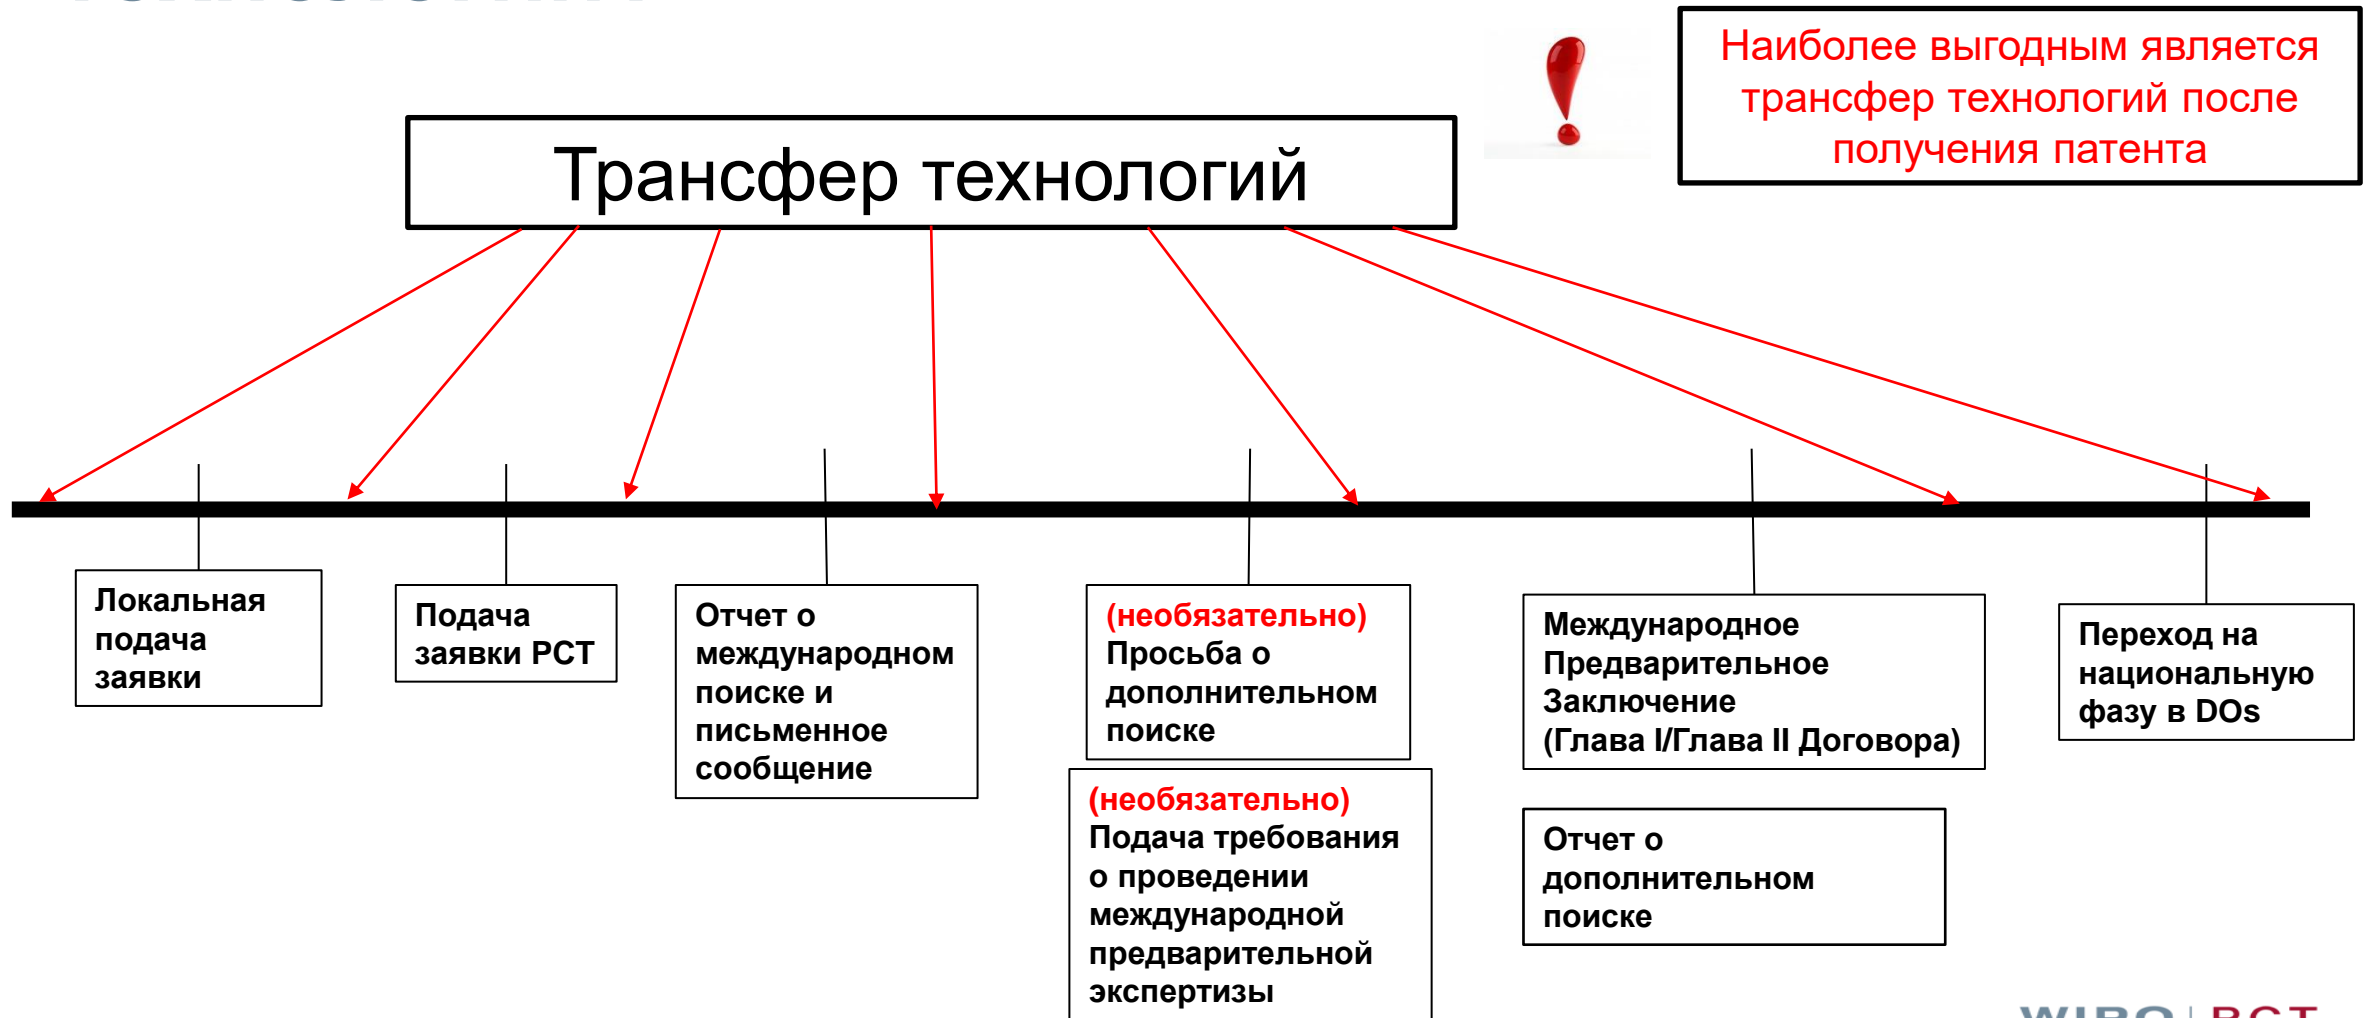 Наиболее выгодным является
трансфер технологий после
получения патента
Трансфер технологий
Локальная
подача
заявки
Подача
заявки РСТ
Отчет о
международном
поиске и
письменное
сообщение
(необязательно)
Просьба о
дополнительном
поиске
(необязательно)
Подача требования
о проведении
международной
предварительной
экспертизы
Международное
Предварительное
Заключение
(Глава I/Глава II Договора)
Отчет о
дополнительном
поиске
Переход на
национальную
фазу в DOs
WIPO | PCT